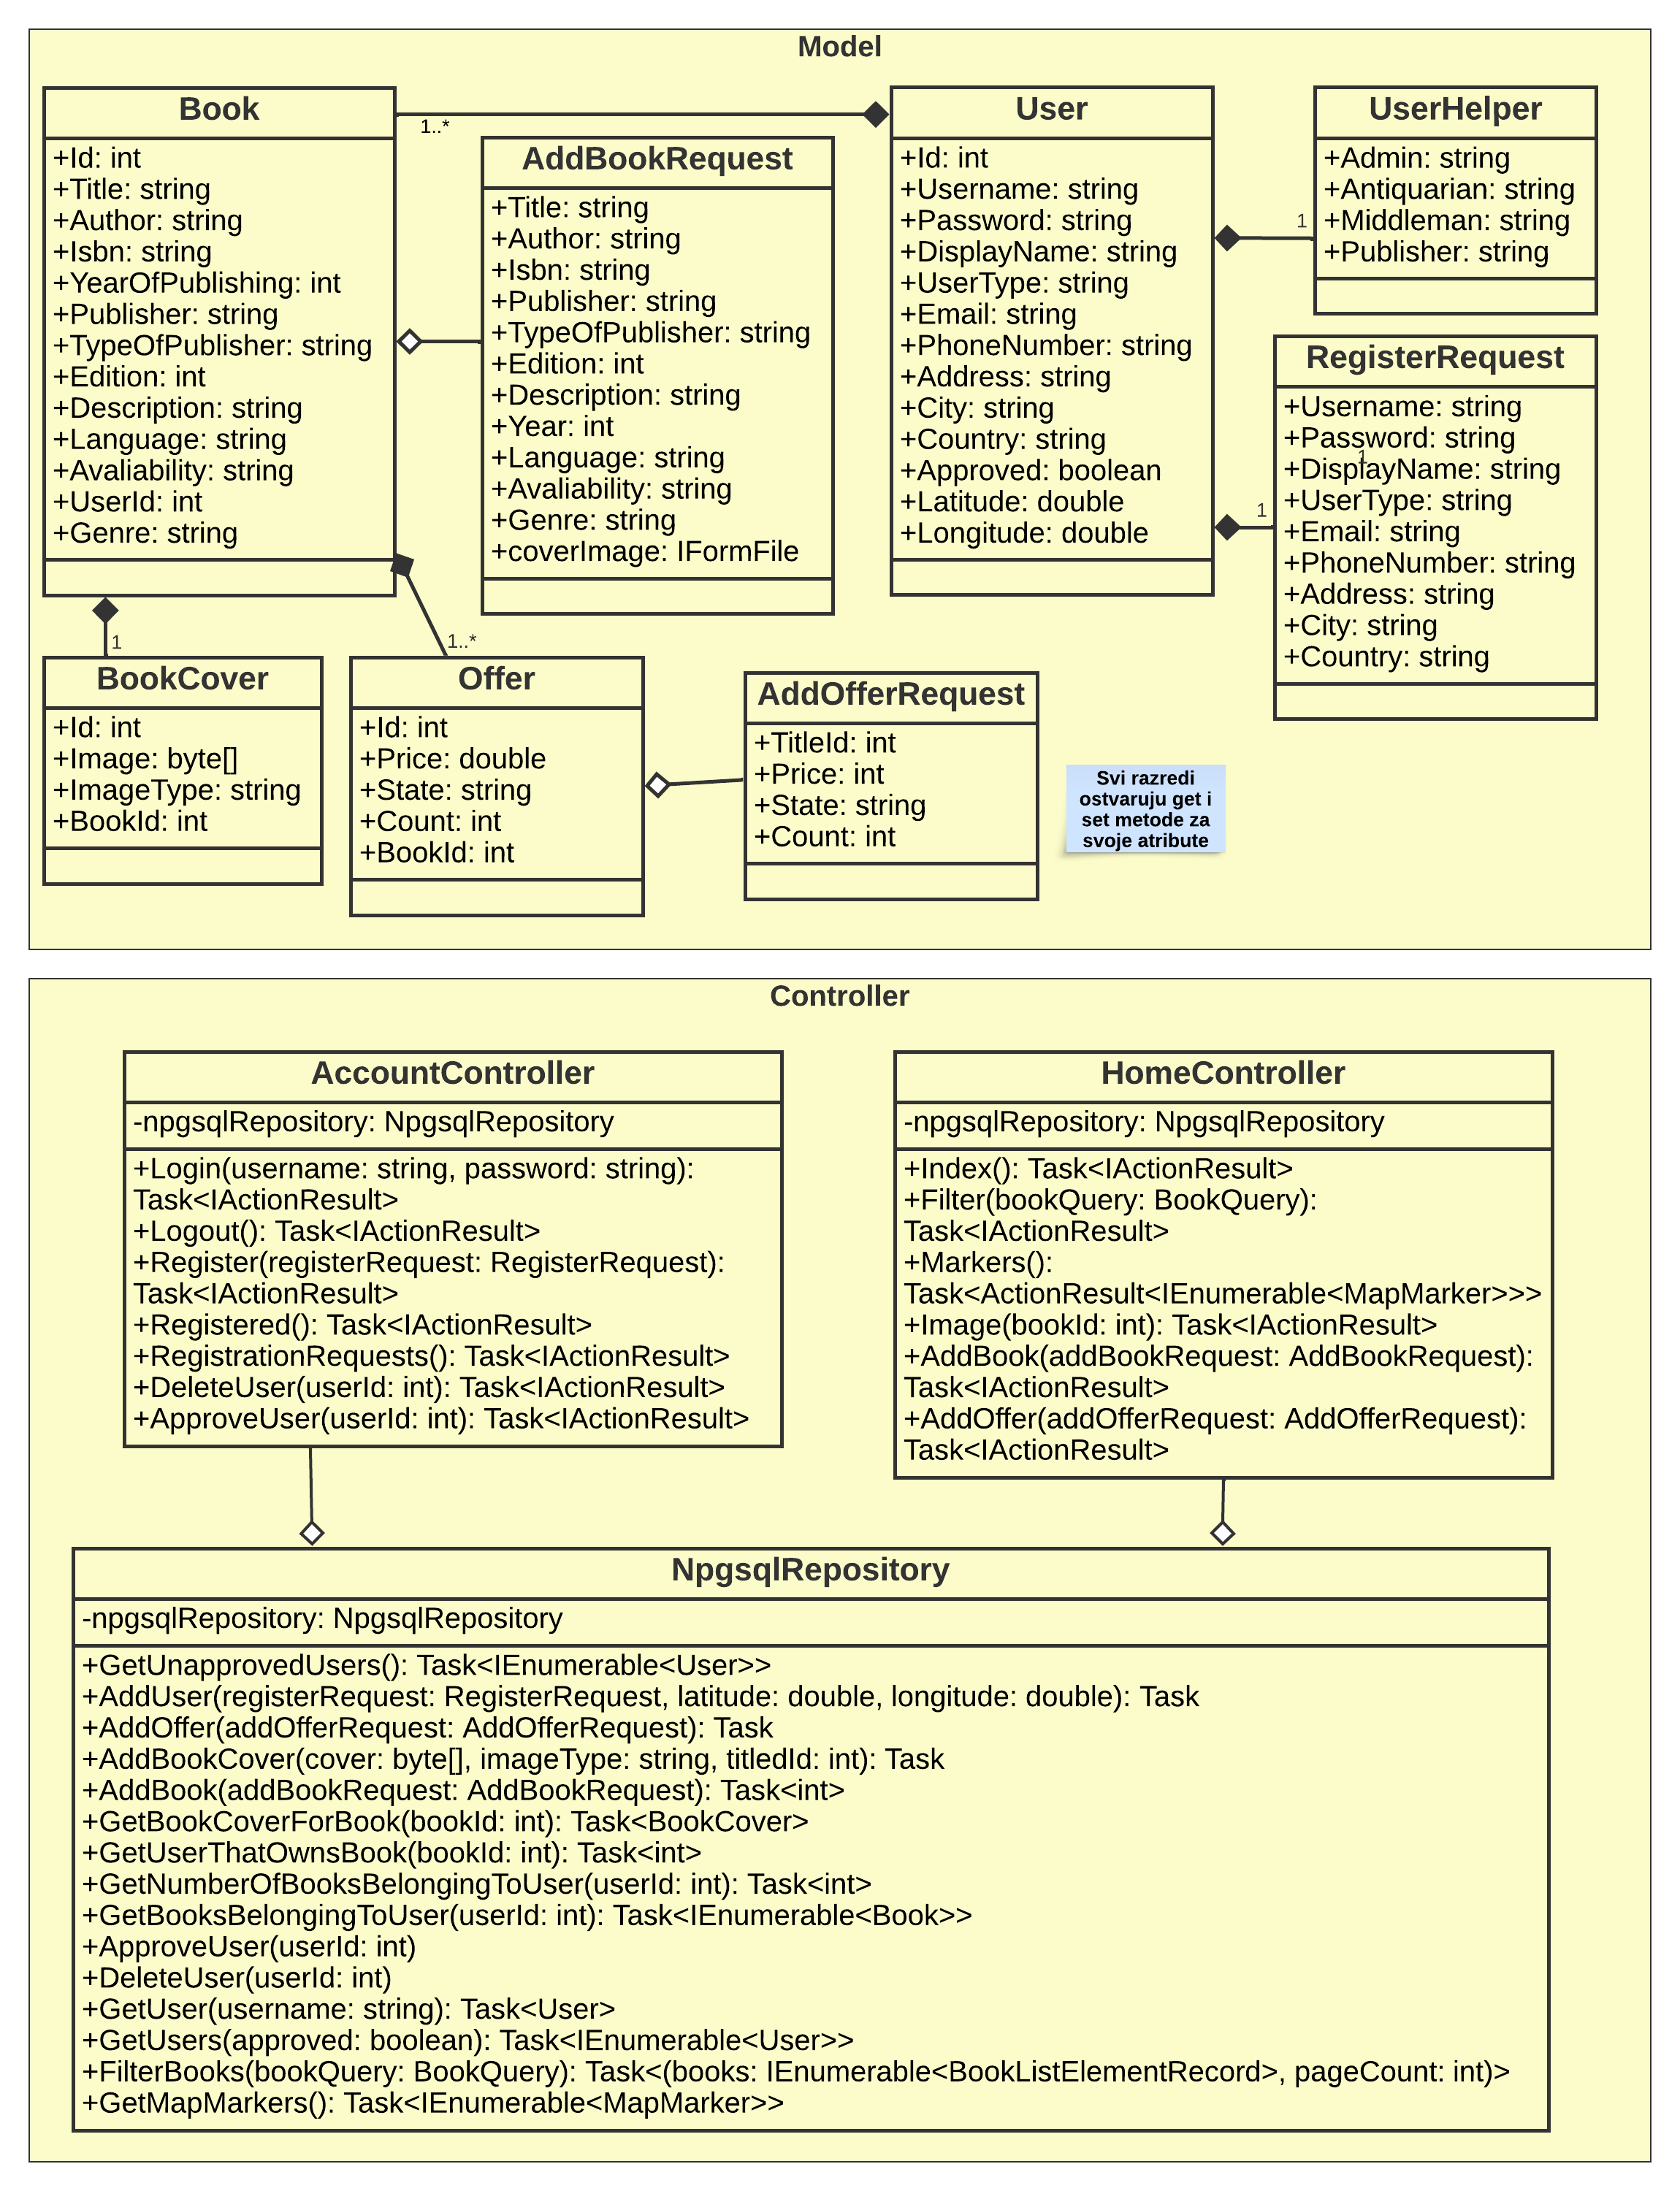 Model
Book
+Id: int
+Title: string
+Author: string
+Isbn: string
+YearOfPublishing: int
+Publisher: string
+TypeOfPublisher: string
+Edition: int
+Description: string
+Language: string
+Avaliability: string
+UserId: int
+Genre: string
1..*
AddBookRequest
+Title: string
+Author: string
+Isbn: string
+Publisher: string
+TypeOfPublisher: string
+Edition: int
+Description: string
+Year: int
+Language: string
+Avaliability: string
+Genre: string
+coverImage: IFormFile
User
+Id: int
+Username: string
+Password: string
+DisplayName: string
+UserType: string
+Email: string
+PhoneNumber: string
+Address: string
+City: string
+Country: string
+Approved: boolean
+Latitude: double
+Longitude: double
1
UserHelper
+Admin: string
+Antiquarian: string
+Middleman: string
+Publisher: string
1
RegisterRequest
+Username: string
+Password: string
1
+DisplayName: string
+UserType: string
+Email: string
+PhoneNumber: string
+Address: string
+City: string
+Country: string
1
BookCover
+Id: int
+Image: byte[]
+ImageType: string
+BookId: int
1..*
Offer
+Id: int
+Price: double
+State: string
+Count: int
+BookId: int
AddOfferRequest
+TitleId: int
+Price: int
+State: string
+Count: int
Svi razredi
ostvaruju get i
set metode za
svoje atribute
Controller
AccountController
-npgsqlRepository: NpgsqlRepository
+Login(username: string, password: string):
Task<IActionResult>
+Logout(): Task<IActionResult>
+Register(registerRequest: RegisterRequest):
Task<IActionResult>
+Registered(): Task<IActionResult>
+RegistrationRequests(): Task<IActionResult>
+DeleteUser(userId: int): Task<IActionResult>
+ApproveUser(userId: int): Task<IActionResult>
HomeController
-npgsqlRepository: NpgsqlRepository
+Index(): Task<IActionResult>
+Filter(bookQuery: BookQuery):
Task<IActionResult>
+Markers():
Task<ActionResult<IEnumerable<MapMarker>>>
+Image(bookId: int): Task<IActionResult>
+AddBook(addBookRequest: AddBookRequest):
Task<IActionResult>
+AddOffer(addOfferRequest: AddOfferRequest):
Task<IActionResult>
NpgsqlRepository
-npgsqlRepository: NpgsqlRepository
+GetUnapprovedUsers(): Task<IEnumerable<User>>
+AddUser(registerRequest: RegisterRequest, latitude: double, longitude: double): Task
+AddOffer(addOfferRequest: AddOfferRequest): Task
+AddBookCover(cover: byte[], imageType: string, titledId: int): Task
+AddBook(addBookRequest: AddBookRequest): Task<int>
+GetBookCoverForBook(bookId: int): Task<BookCover>
+GetUserThatOwnsBook(bookId: int): Task<int>
+GetNumberOfBooksBelongingToUser(userId: int): Task<int>
+GetBooksBelongingToUser(userId: int): Task<IEnumerable<Book>>
+ApproveUser(userId: int)
+DeleteUser(userId: int)
+GetUser(username: string): Task<User>
+GetUsers(approved: boolean): Task<IEnumerable<User>>
+FilterBooks(bookQuery: BookQuery): Task<(books: IEnumerable<BookListElementRecord>, pageCount: int)>
+GetMapMarkers(): Task<IEnumerable<MapMarker>>